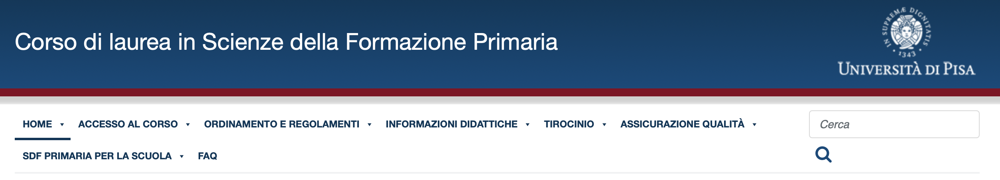 Corso di laurea in Scienze della Formazione Primaria
IN SUPREMÆ DIGNITATIS
· 1343 ·
UNIVERSITÀ DI PISA
HOME ACCESSO AL CORSO ORDINAMENTO E REGOLAMENTI INFORMAZIONI DIDATTICHE TIROCINIO ASSICURAZIONE QUALITÀ
Cerca
SDF PRIMARIA PER LA SCUOLA FAQ